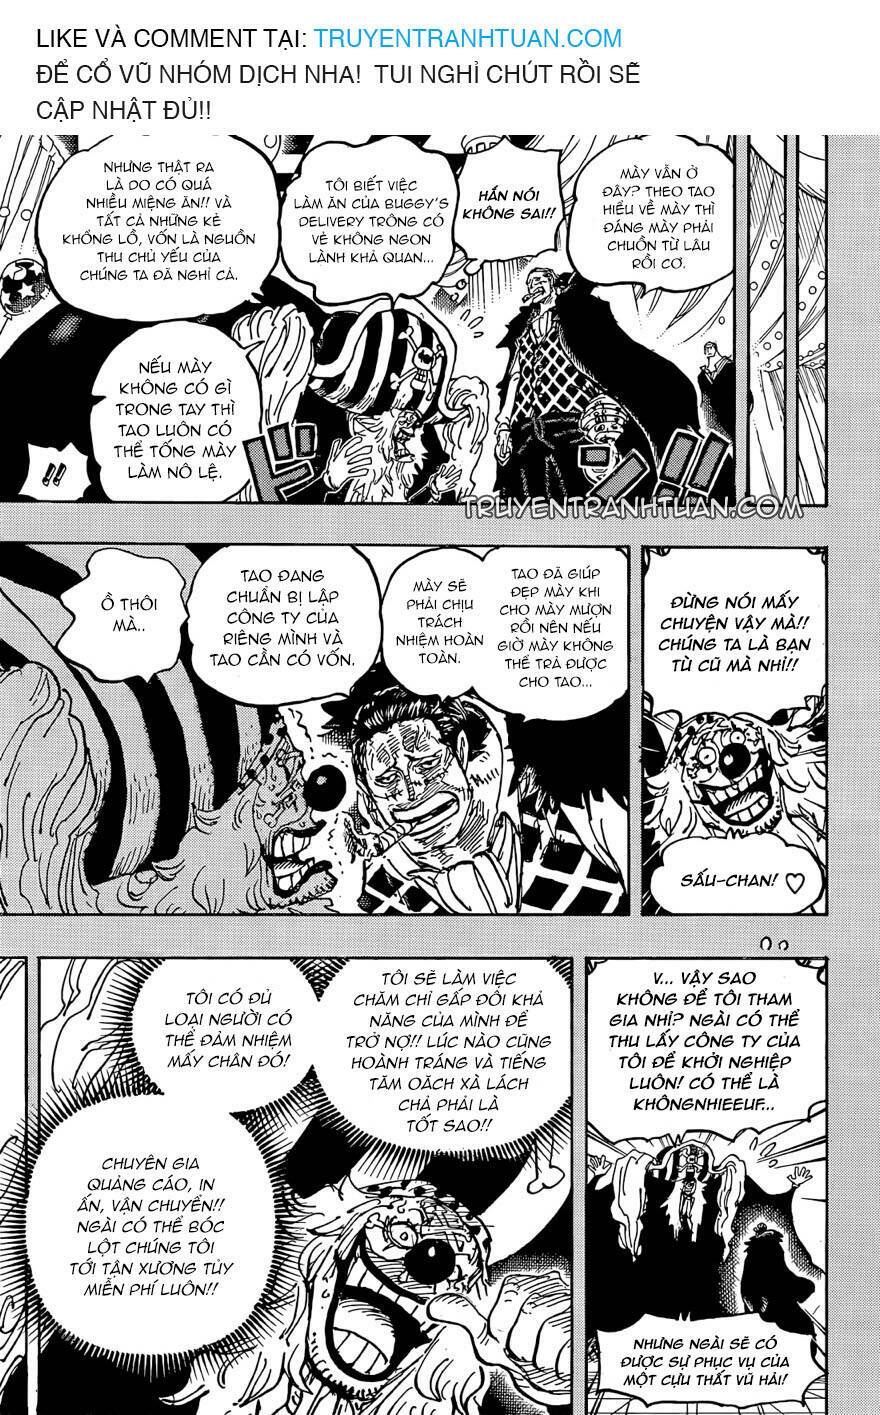 LIKE VÀ COMMENT TẠI: TRUYENTRANHTUAN.COM
ĐỂ CỔ VŨ NHÓM DỊCH NHA!  TUI NGHỈ CHÚT RỒI SẼ
CẬP NHẬT ĐỦ!!
MÀY VẪN Ở
ĐÂY? THEO TAO
HIỂU VỀ MÀY THÌ
ĐÁNG MÀY PHẢI
CHUỒN TỪ LÂU
RỒI CƠ.
HẮN NÓI
KHÔNG SAI!!
TÔI BIẾT VIỆC
LÀM ĂN CỦA BUGGY'S
DELIVERY TRÔNG CÓ
VẺ KHÔNG NGON
LÀNH KHẢ QUAN...
NHƯNG THẬT RA
LÀ DO CÓ QUÁ
NHIỀU MIỆNG ĂN!! VÀ
TẤT CẢ NHỮNG KẺ
KHỔNG LỒ, VỐN LÀ NGUỒN
THU CHỦ YẾU CỦA
CHÚNG TA ĐÃ NGHỈ CẢ.
NẾU MÀY
KHÔNG CÓ GÌ
TRONG TAY THÌ
TAO LUÔN CÓ
THỂ TỐNG MÀY
LÀM NÔ LỆ.
!!
ドドン!!
TRUYENTRANHTUAN.COM
ĐỪNG NÓI MẤY
CHUYỆN VẬY MÀ!!
CHÚNG TA LÀ BẠN
TÙ CŨ MÀ NHỈ!!
SẤU-CHAN! ♡
TAO ĐÃ GIÚP
ĐẸP MÀY KHI
CHO MÀY MƯỢN
RỒI NÊN NẾU
GIỜ MÀY KHÔNG
THỂ TRẢ ĐƯỢC
CHO TAO...
MÀY SẼ
PHẢI CHỊU
TRÁCH
NHIỆM HOÀN
TOÀN.
TAO ĐANG
CHUẨN BỊ LẬP
CÔNG TY CỦA
RIÊNG MÌNH VÀ
TAO CẦN CÓ VỐN.
Ồ THÔI
MÀ..
V... VẬY SAO
KHÔNG ĐỂ TÔI THAM
GIA NHỈ? NGÀI CÓ THỂ
THU LẤY CÔNG TY CỦA
TÔI ĐỂ KHỞI NGHIỆP
LUÔN! CÓ THỂ LÀ
KHÔNGNHIEEUF...
NHƯNG NGÀI SẼ CÓ
ĐƯỢC SỰ PHỤC VỤ CỦA
MỘT CỰU THẤT VŨ HẢI!
TÔI SẼ LÀM VIỆC
CHĂM CHỈ GẤP ĐÔI KHẢ
NĂNG CỦA MÌNH ĐỂ
TRỞ NỢ!! LÚC NÀO CŨNG
HOÀNH TRÁNG VÀ TIẾNG
TĂM OÁCH XÀ LÁCH
CHẢ PHẢI LÀ
TỐT SAO!!
TÔI CÓ ĐỦ
LOẠI NGƯỜI CÓ
THỂ ĐẢM NHIỆM
MẤY CHÂN ĐÓ!
CHUYÊN GIA
QUẢNG CÁO, IN
ẤN, VẬN CHUYỂN!!
NGÀI CÓ THỂ BÓC
LỘT CHÚNG TÔI
TỚI TẬN XƯƠNG TỦY
MIỄN PHÍ LUÔN!!